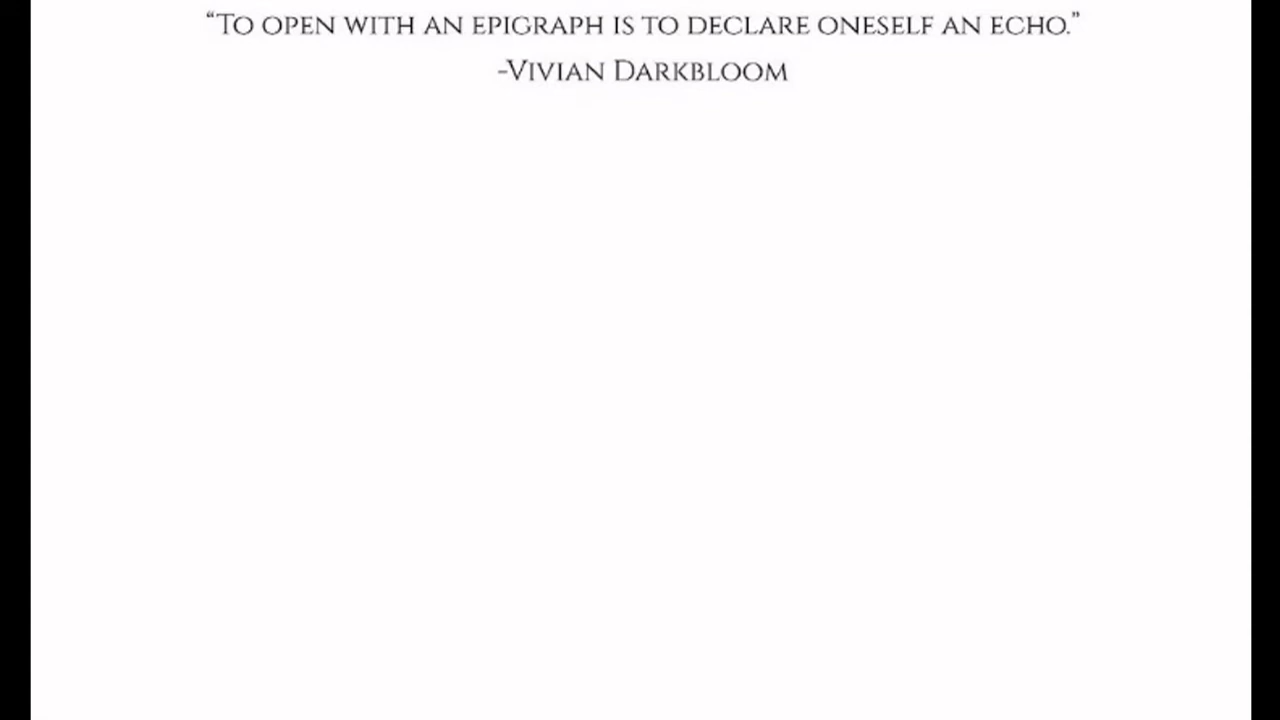 “To open with an epigraph is to declare oneself an echo.”
-Vivian Darkbloom